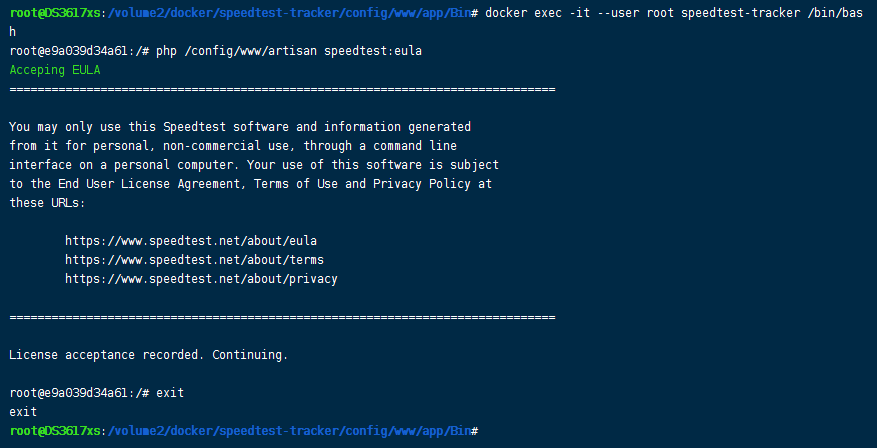 root@DS3617xs:/volume2/docker/speedtest-tracker/config/www/app/Bin# docker exec -it --user root speedtest-tracker /bin/bas
h
root@e9a039d34a61:/# php /config/www/artisan speedtest:eula
Acceping EULA
==============================================================================
You may only use this Speedtest software and information generated
from it for personal, non-commercial use, through a command line
interface on a personal computer. Your use of this software is subject
to the End User License Agreement, Terms of Use and Privacy Policy at
these URLs:
https://www.speedtest.net/about/eula
https://www.speedtest.net/about/terms
https://www.speedtest.net/about/privacy
==============================================================================
License acceptance recorded. Continuing.
root@e9a039d34a61:/# exit
exit
root@DS3617xs:/volume2/docker/speedtest-tracker/config/www/app/Bin#